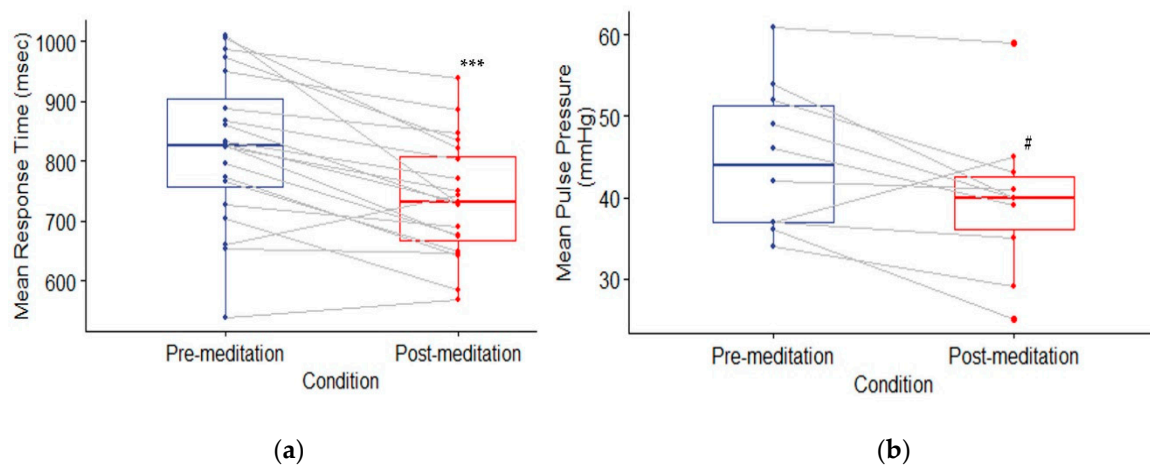 Mean Response Time (msec)
1000
900
800
700
600
***
Pre-meditation
Post-meditation
Condition
(a)
Mean Pulse Pressure
(mmHg)
60
50
40
30
#
Pre-meditation
Post-meditation
Condition
(b)